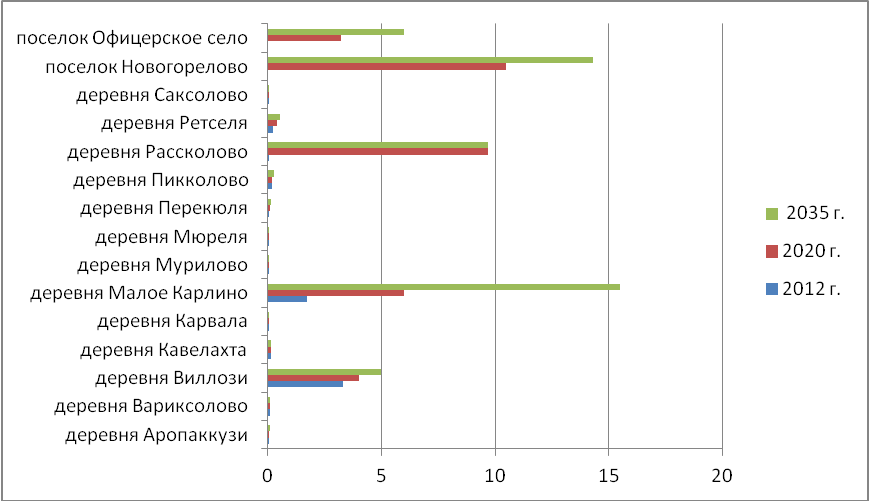 поселок Офицерское село
поселок Новогорелово
деревня Саксолово
деревня Ретселя
деревня Рассколово
деревня Пикколово
деревня Перекюля
деревня Мюреля
деревня Мурилово
деревня Малое Карлино
деревня Карвала
деревня Кавелахта
деревня Виллози
деревня Вариксолово
деревня Аропаккузи
0 5 10 15 20
2035 г.
2020 г.
2012 г.